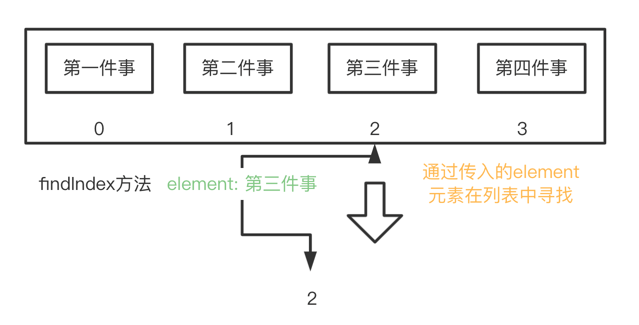 第一件事
第二件事
第三件事
第四件事
0
1
2
3
findIndex方法
element: 第三件事
通过传入的element
元素在列表中寻找
2